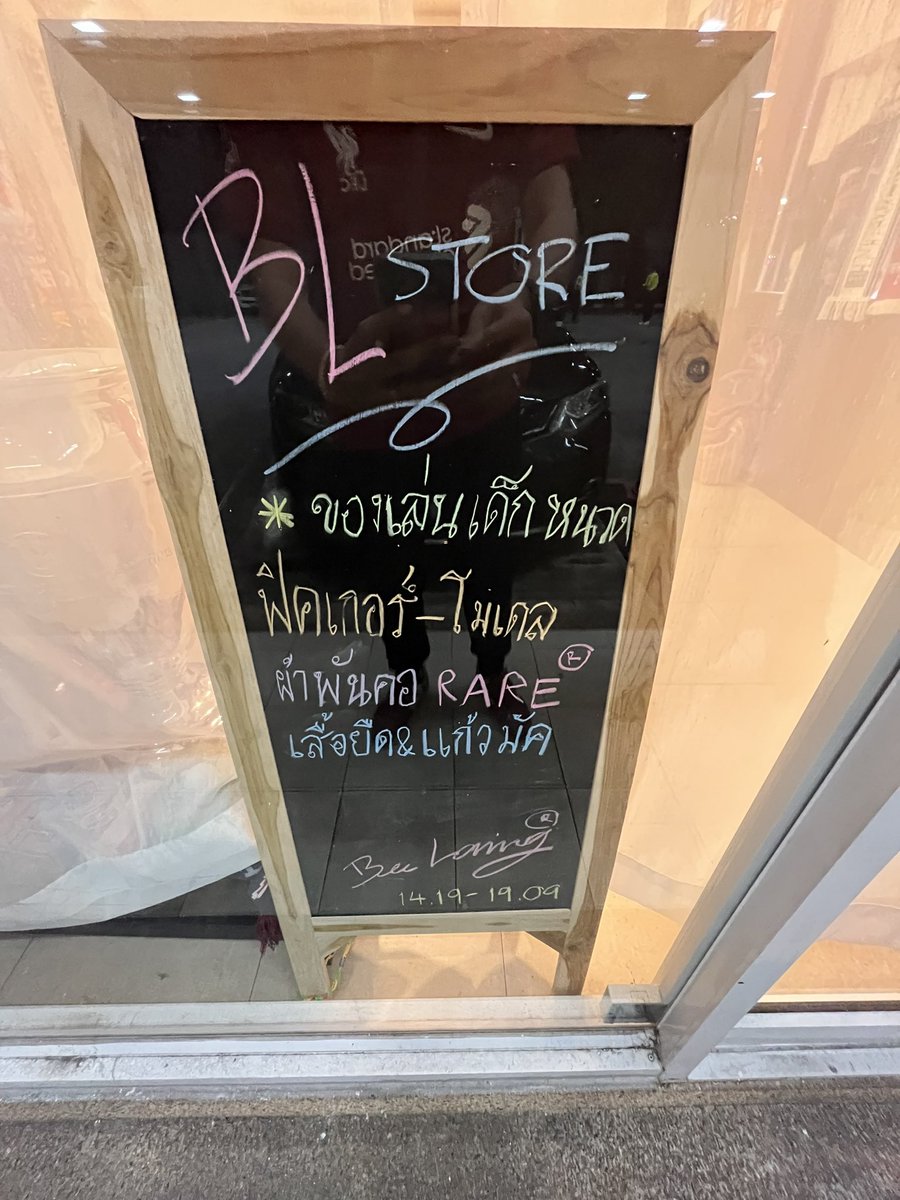 BL STORE
* ของเล่นเด็กหนวด
ฟิคเกอร์-โมเดล
ผ้าพันคอ RARE ®
เสื้อยืด&แก้วมัค
®
14.19-19.09